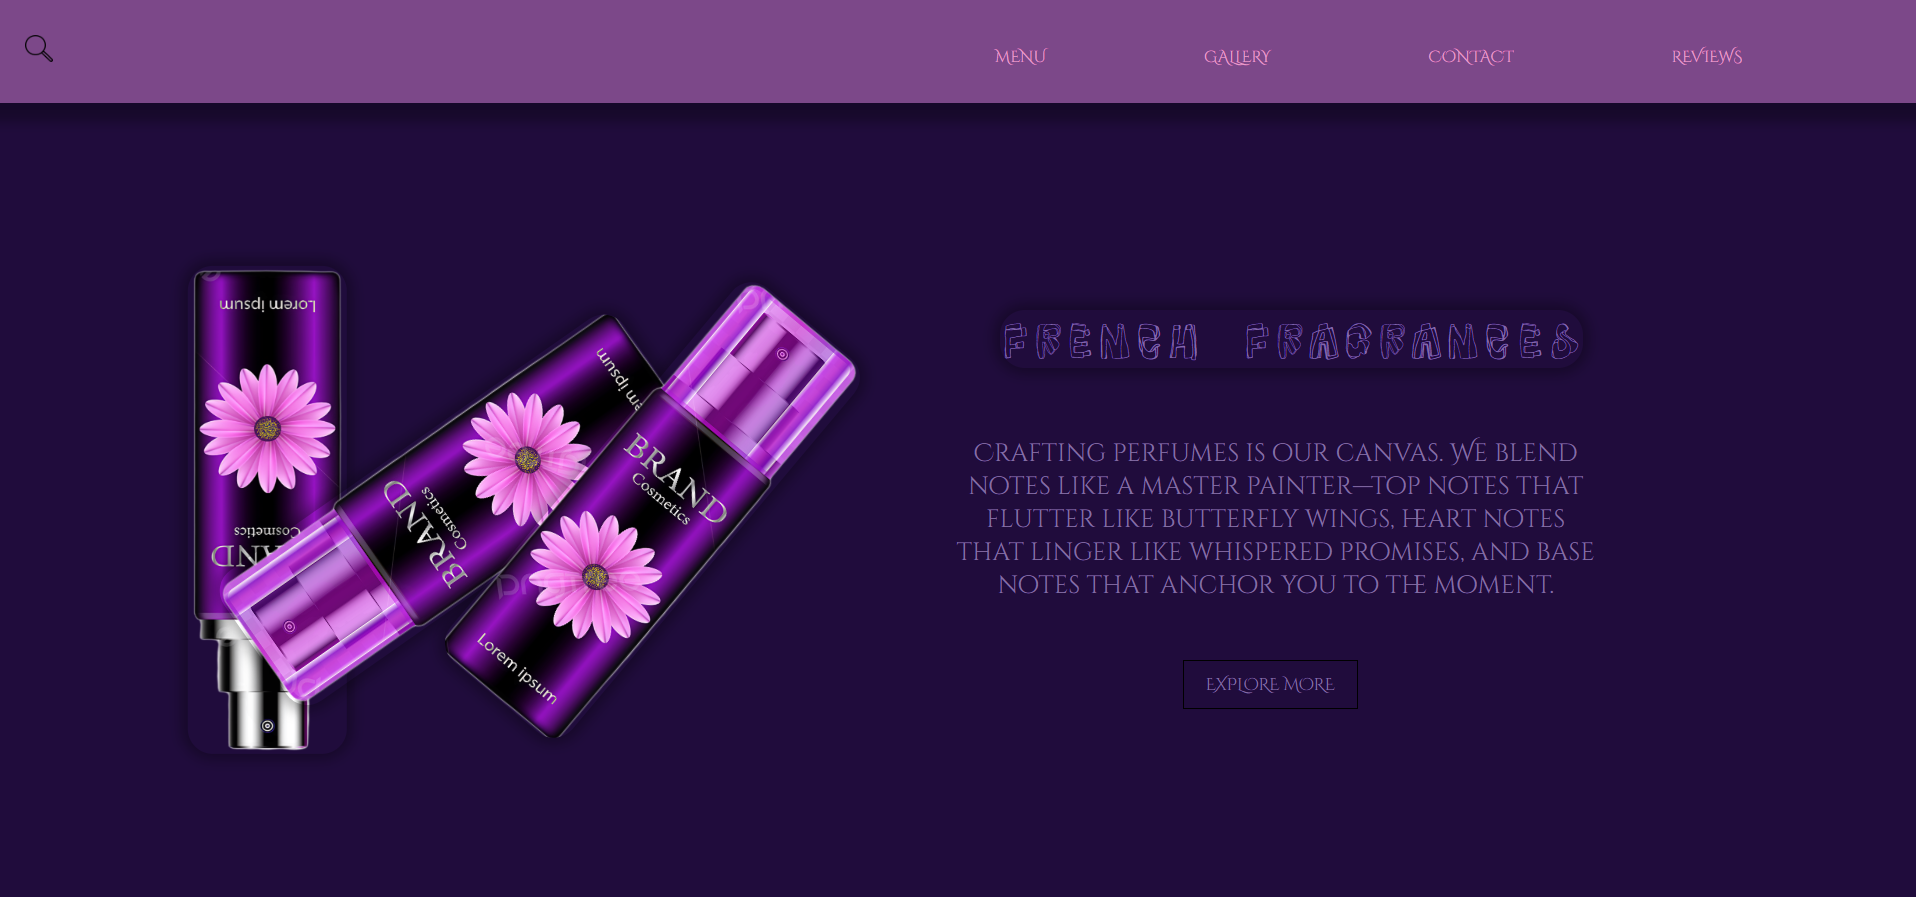 MENU GALLERY CONTACT REVIEWS
Lorem ipsum
Cosmetics
Lorem ipsum
BRAND
Cosmetics
BRAND
Cosmetics
Lorem ipsum
FRENCH FRAGRANCES
CRAFTING PERFUMES IS OUR CANVAS. WE BLEND
NOTES LIKE A MASTER PAINTER—TOP NOTES THAT
FLUTTER LIKE BUTTERFLY WINGS, HEART NOTES
THAT LINGER LIKE WHISPERED PROMISES, AND BASE
NOTES THAT ANCHOR YOU TO THE MOMENT.
EXPLORE MORE